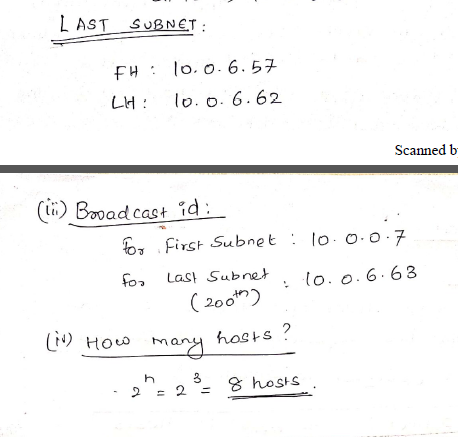 LAST SUBNET:
FH : 10.0.6.57
LH : 10.0.6.62
Scanned b
(iii) Broadcast id:
for First Subnet : 10.0.0.7
for Last Subnet : 10.0.6.63
(200th)
(iv) How many hosts?
- 2^n = 2^3 = 8 hosts.